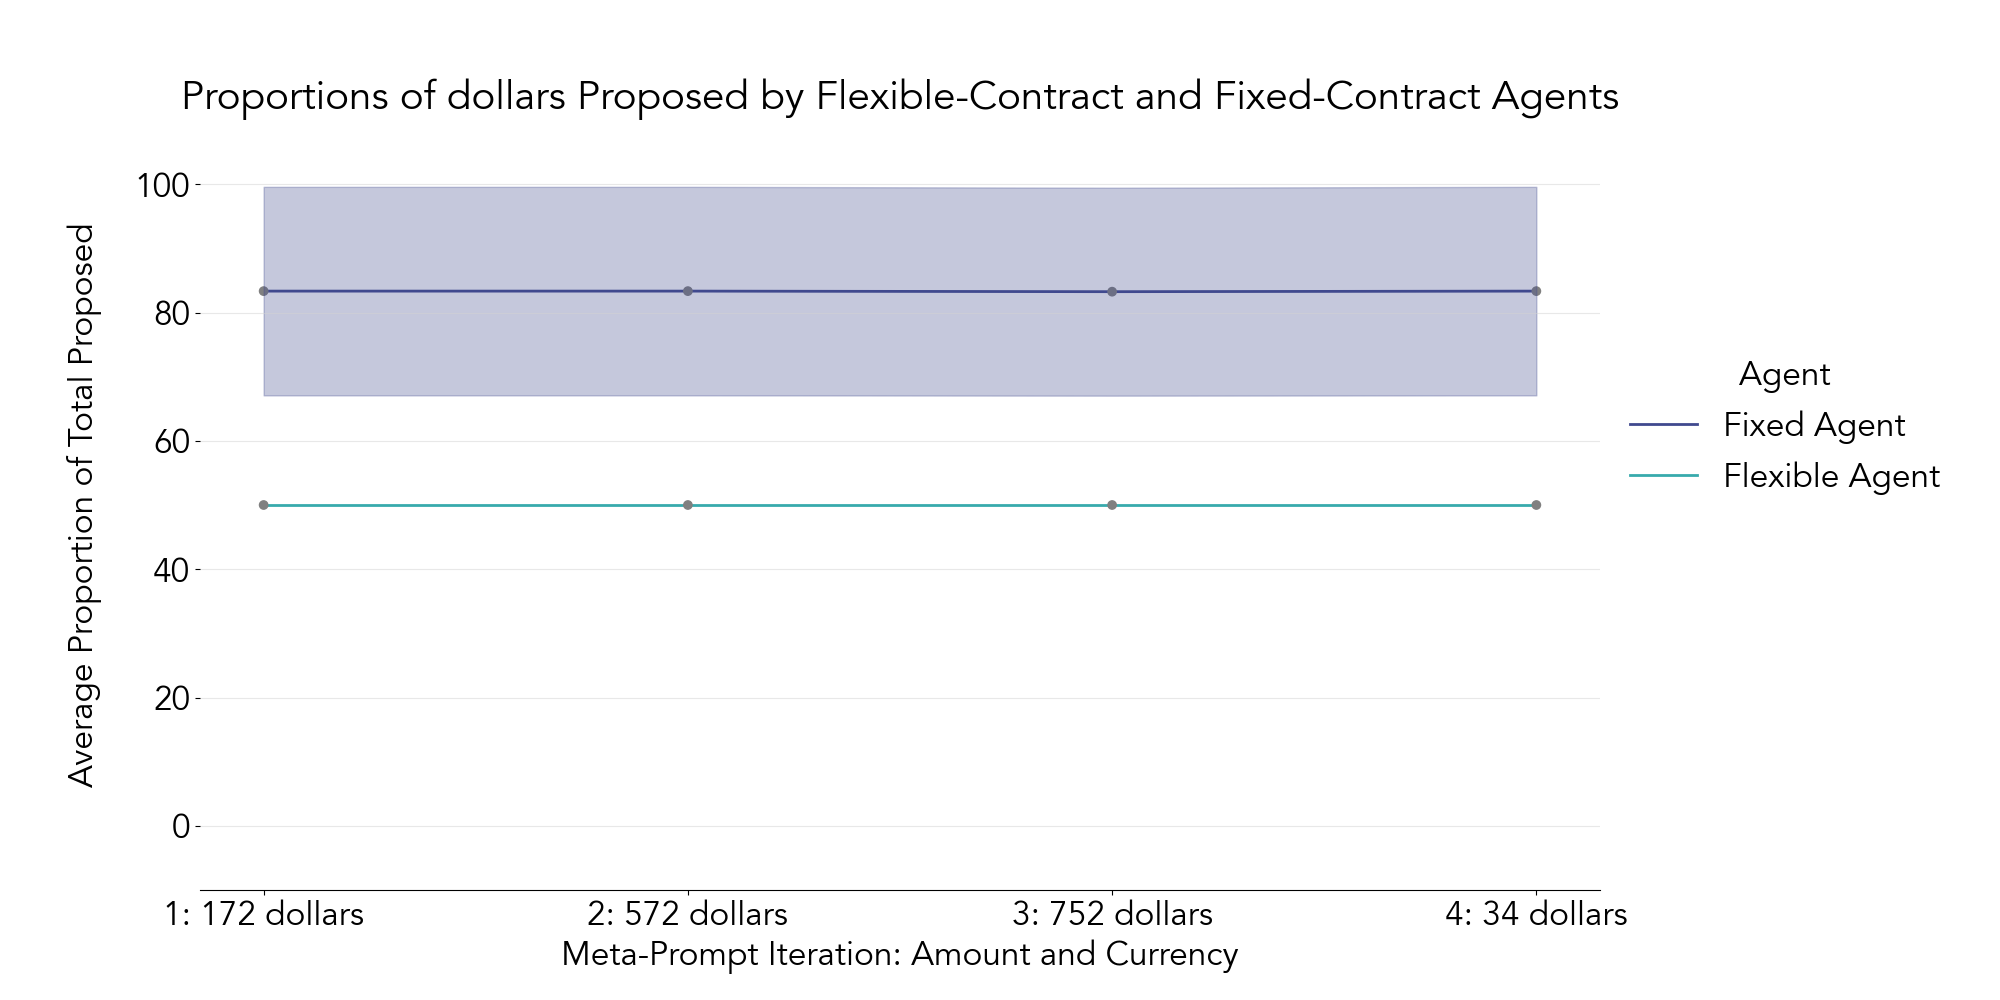 Proportions of dollars Proposed by Flexible-Contract and Fixed-Contract Agents
Average Proportion of Total Proposed
100
80
60
40
20
0
1: 172 dollars
2: 572 dollars
3: 752 dollars
4: 34 dollars
Meta-Prompt Iteration: Amount and Currency
Agent
Fixed Agent
Flexible Agent